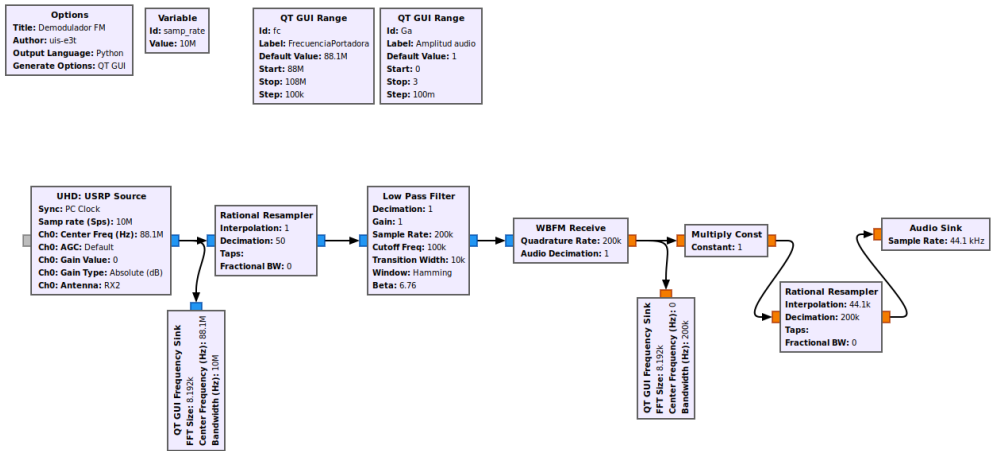 Options
Title: Demodulador FM
Author: uis-e3t
Output Language: Python
Generate Options: QT GUI
Variable
Id: samp_rate
Value: 10M
QT GUI Range
Id: fc
Label: FrecuenciaPortadora
Default Value: 88.1M
Start: 88M
Stop: 108M
Step: 100k
QT GUI Range
Id: Ga
Label: Amplitud audio
Default Value: 1
Start: 0
Stop: 3
Step: 100m
UHD: USRP Source
Sync: PC Clock
Samp rate (Sps): 10M
Ch0: Center Freq (Hz): 88.1M
Ch0: AGC: Default
Ch0: Gain Value: 0
Ch0: Gain Type: Absolute (dB)
Ch0: Antenna: RX2
Rational Resampler
Interpolation: 1
Decimation: 50
Taps:
Fractional BW: 0
QT GUI Frequency Sink
FFT Size: 8.192k
Center Frequency (Hz): 88.1M
Bandwidth (Hz): 10M
Low Pass Filter
Decimation: 1
Gain: 1
Sample Rate: 200k
Cutoff Freq: 100k
Transition Width: 10k
Window: Hamming
Beta: 6.76
WBFM Receive
Quadrature Rate: 200k
Audio Decimation: 1
QT GUI Frequency Sink
FFT Size: 8.192k
Center Frequency (Hz): 0
Bandwidth (Hz): 200k
Multiply Const
Constant: 1
Rational Resampler
Interpolation: 44.1k
Decimation: 200k
Taps:
Fractional BW: 0
Audio Sink
Sample Rate: 44.1 kHz